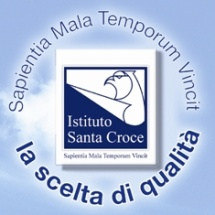 Sapientia Mala Temporum Vincit
Istituto
Santa Croce
Sapientia Mala Temporum Vincit
la scelta di qualità